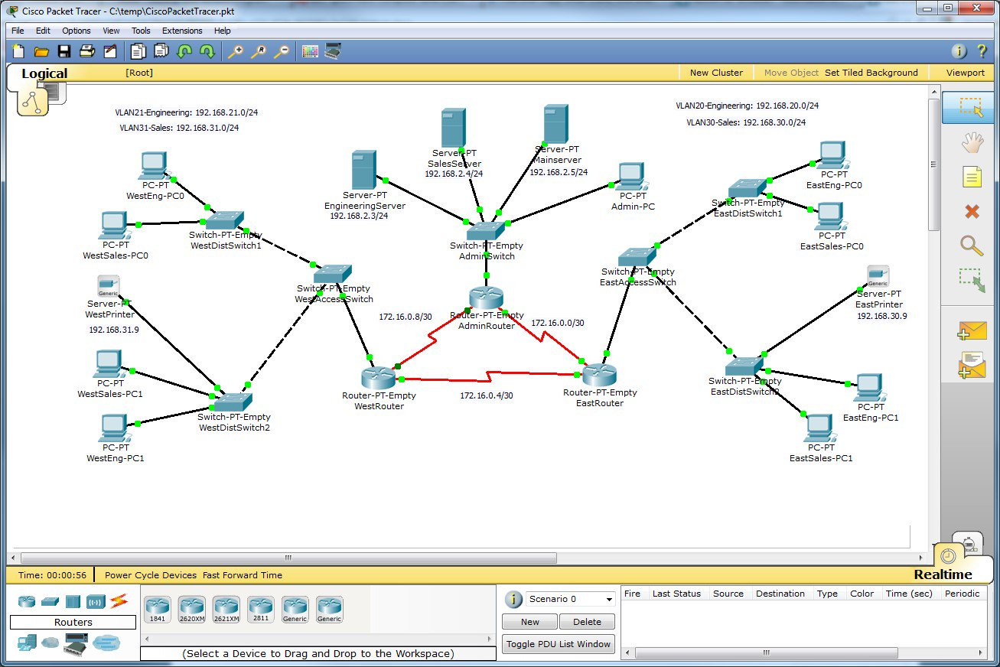 Cisco Packet Tracer - C:\temp\CiscoPacketTracer.pkt
File Edit Options View Tools Extensions Help
Logical [Root] New Cluster Move Object Set Tiled Background Viewport
VLAN21-Engineering: 192.168.21.0/24
VLAN31-Sales: 192.168.31.0/24
VLAN20-Engineering: 192.168.20.0/24
VLAN30-Sales: 192.168.30.0/24
PC-PT
WestEng-PC0
PC-PT
WestSales-PC0
Switch-PT-Empty
WestDistSwitch1
Generic
Server-PT
WestPrinter
192.168.31.9
PC-PT
WestSales-PC1
PC-PT
WestEng-PC1
Switch-PT-Empty
WestDistSwitch2
Switch-PT-Empty
WestAccessSwitch
Server-PT
EngineeringServer
192.168.2.3/24
Server-PT
SalesServer
192.168.2.4/24
Server-PT
Mainserver
192.168.2.5/24
PC-PT
Admin-PC
Switch-PT-Empty
AdminSwitch
Router-PT-Empty
AdminRouter
172.16.0.8/30
172.16.0.0/30
172.16.0.4/30
Router-PT-Empty
WestRouter
Router-PT-Empty
EastRouter
Switch-PT-Empty
EastAccessSwitch
Switch-PT-Empty
EastDistSwitch1
PC-PT
EastEng-PC0
PC-PT
EastSales-PC0
Generic
Server-PT
EastPrinter
192.168.30.9
Switch-PT-Empty
EastDistSwitch2
PC-PT
EastEng-PC1
PC-PT
EastSales-PC1
Realtime
Time: 00:00:56 Power Cycle Devices Fast Forward Time
Routers
1841 2620XM 2621XM 2811 Generic Generic
(Select a Device to Drag and Drop to the Workspace)
Scenario 0
New Delete
Toggle PDU List Window
Fire Last Status Source Destination Type Color Time (sec) Periodic